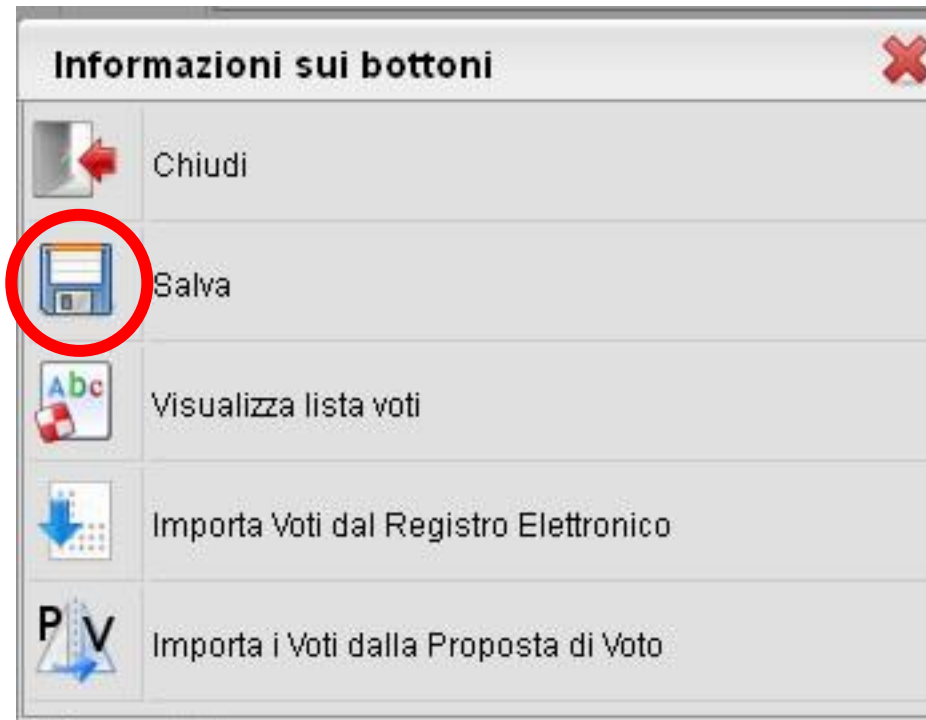 Informazioni sui bottoni
Chiudi
Salva
Abc
Visualizza lista voti
Importa Voti dal Registro Elettronico
P V
Importa i Voti dalla Proposta di Voto